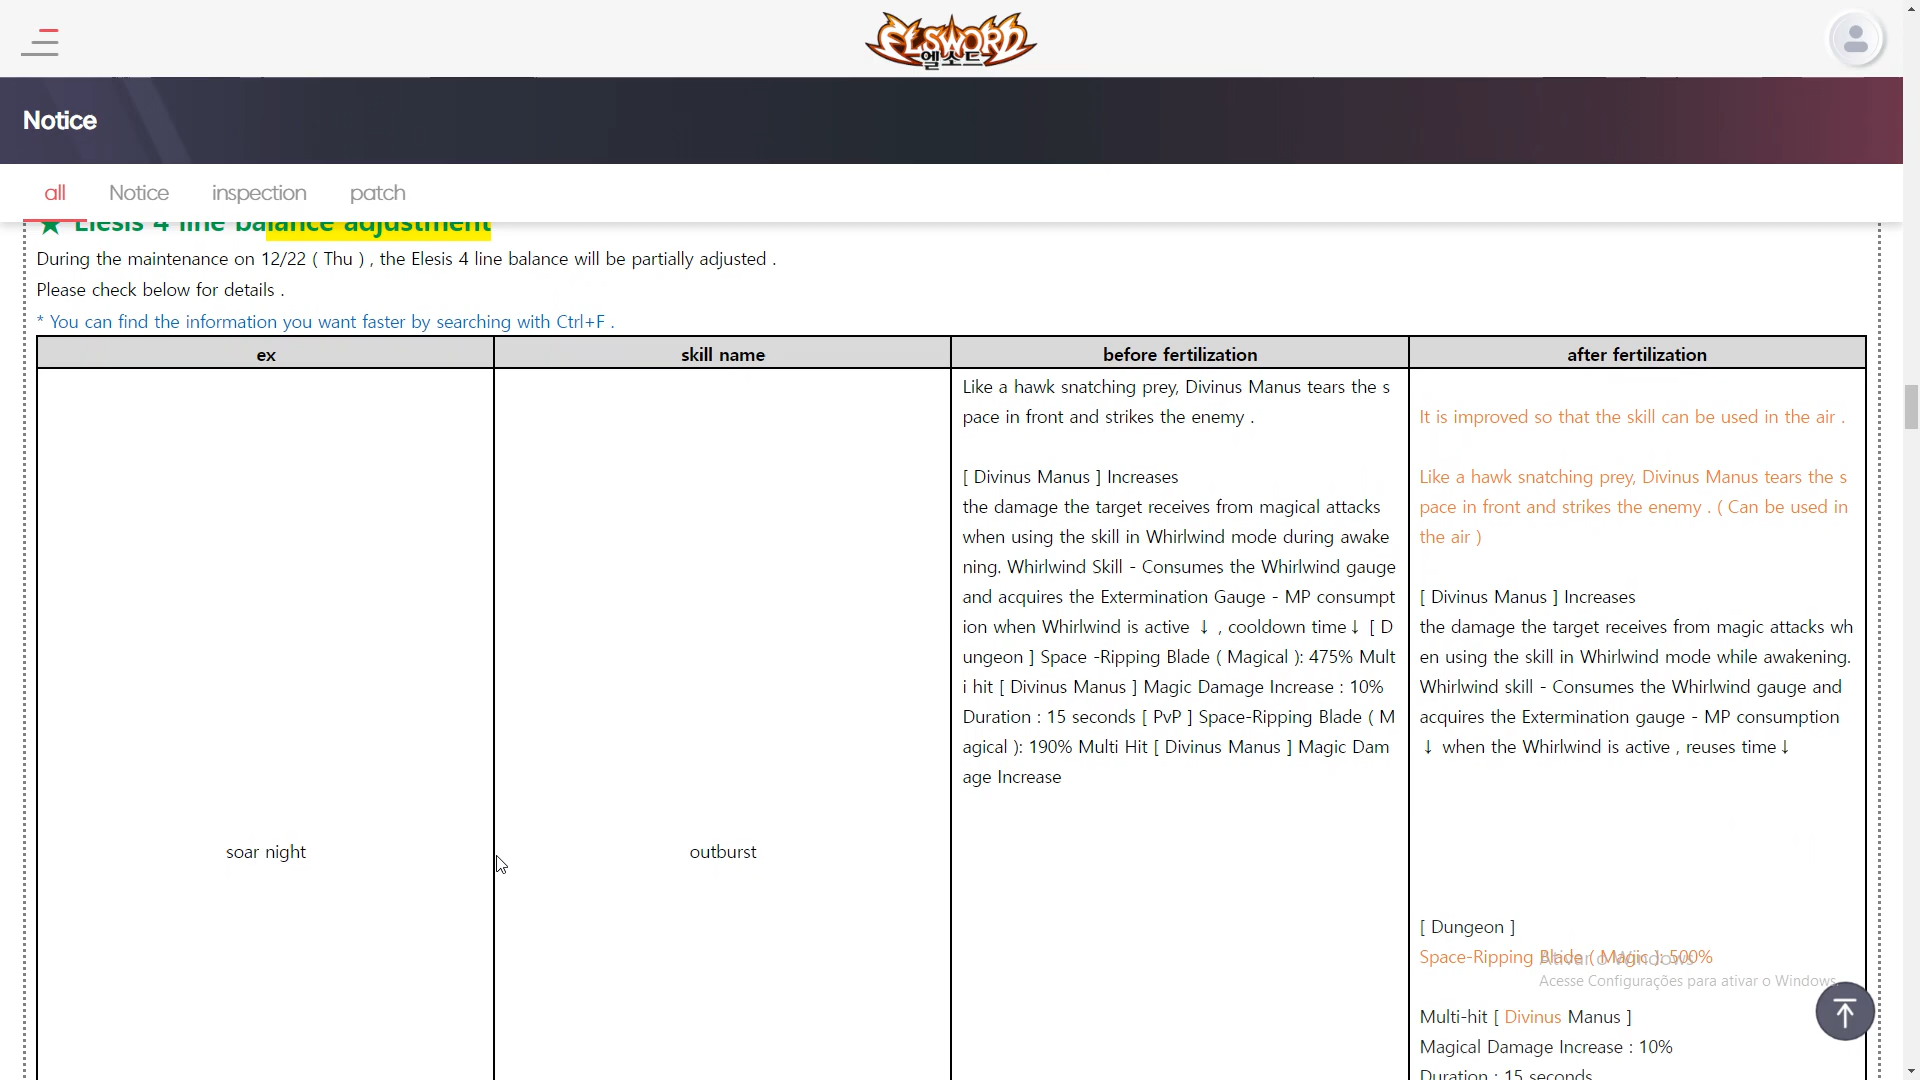 ELSWORD
엘소드
Notice
all
Notice
inspection
patch
★ Elesis 4 line balance adjustment
During the maintenance on 12/22 ( Thu ) , the Elesis 4 line balance will be partially adjusted .
Please check below for details .
* You can find the information you want faster by searching with Ctrl+F .
ex
skill name
before fertilization
after fertilization
soar night
outburst
Like a hawk snatching prey, Divinus Manus tears the s
pace in front and strikes the enemy .
[ Divinus Manus ] Increases
the damage the target receives from magical attacks
when using the skill in Whirlwind mode during awake
ning. Whirlwind Skill - Consumes the Whirlwind gauge
and acquires the Extermination Gauge - MP consumpt
ion when Whirlwind is active ↓ , cooldown time↓ [ D
ungeon ] Space -Ripping Blade ( Magical ): 475% Mult
i hit [ Divinus Manus ] Magic Damage Increase : 10%
Duration : 15 seconds [ PvP ] Space-Ripping Blade ( M
agical ): 190% Multi Hit [ Divinus Manus ] Magic Dam
age Increase
It is improved so that the skill can be used in the air .
Like a hawk snatching prey, Divinus Manus tears the s
pace in front and strikes the enemy . ( Can be used in
the air )
[ Divinus Manus ] Increases
the damage the target receives from magic attacks wh
en using the skill in Whirlwind mode while awakening.
Whirlwind skill - Consumes the Whirlwind gauge and
acquires the Extermination gauge - MP consumption
↓ when the Whirlwind is active , reuses time↓
[ Dungeon ]
Space-Ripping Blade ( Magic ): 500%
Ativar o Windows
Acesse Configurações para ativar o Windows.
Multi-hit [ Divinus Manus ]
Magical Damage Increase : 10%
Duration : 15 seconds